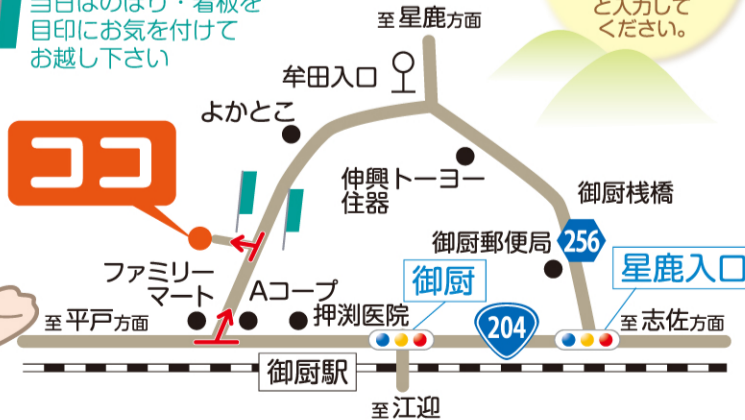 当日はのぼり・看板を
目印にお気を付けて
お越し下さい
と入力して
ください。
至星鹿方面
牟田入口
よかとこ
ココ
伸興トーヨー
住器
御厨桟橋
御厨郵便局
256
ファミリー
マート
Aコープ
押渕医院
御厨
星鹿入口
至平戸方面
204
至志佐方面
御厨駅
至江迎